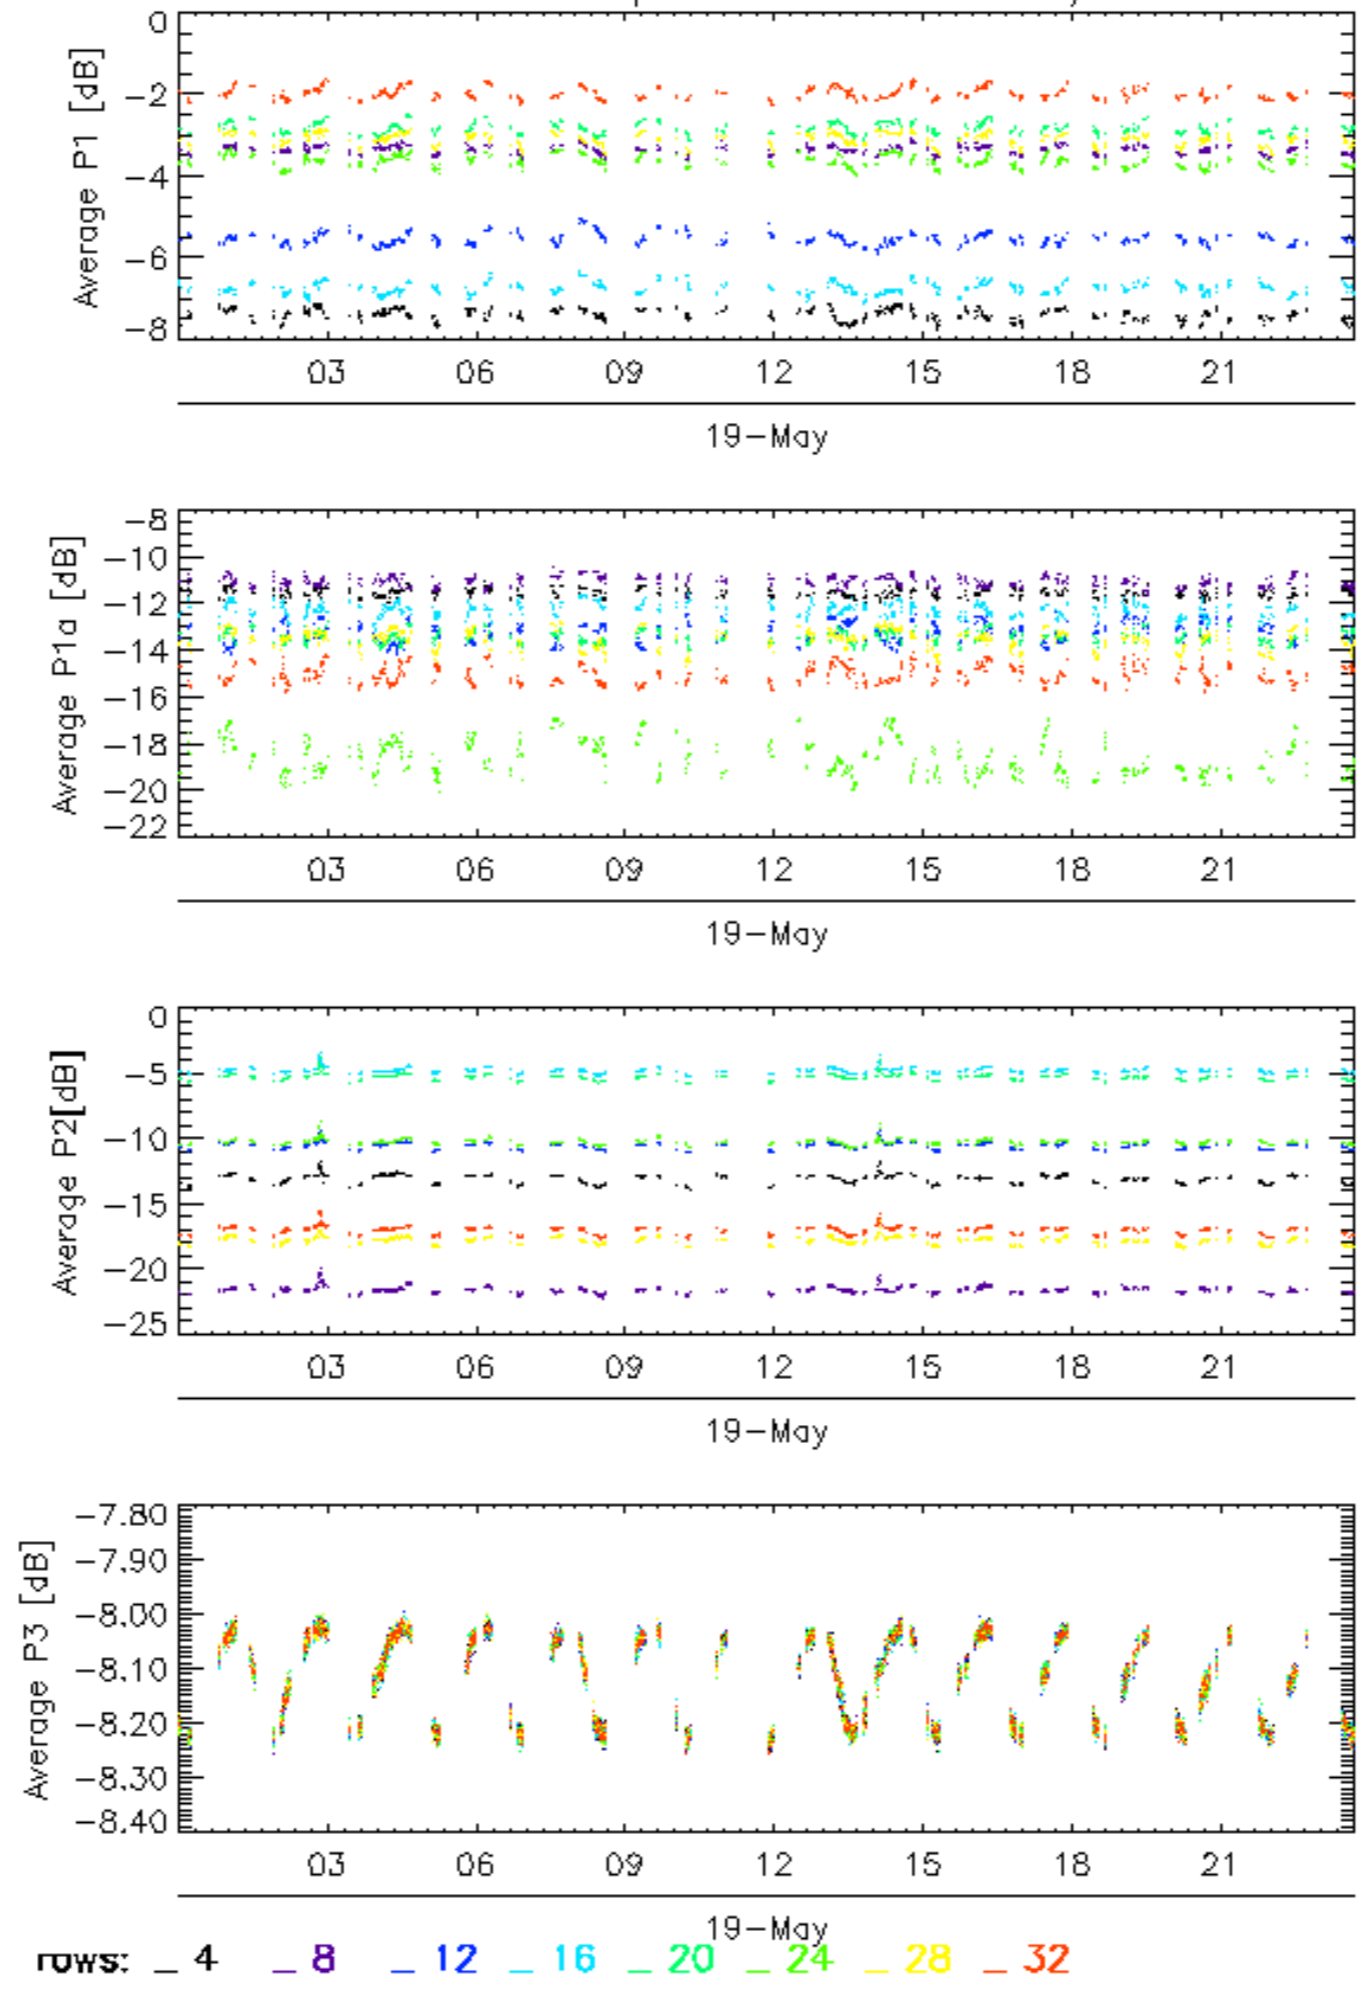 0
-2
-4
-6
-8
Average P1 [dB]
03 06 09 12 15 18 21
19-May
-8
-10
-12
-14
-16
-18
-20
-22
Average P1a [dB]
03 06 09 12 15 18 21
19-May
0
-5
-10
-15
-20
-25
Average P2[dB]
03 06 09 12 15 18 21
19-May
-7.80
-7.90
-8.00
-8.10
-8.20
-8.30
-8.40
Average P3 [dB]
03 06 09 12 15 18 21
19-May
rows: _ 4 _ 8 _ 12 _ 16 _ 20 _ 24 _ 28 _ 32